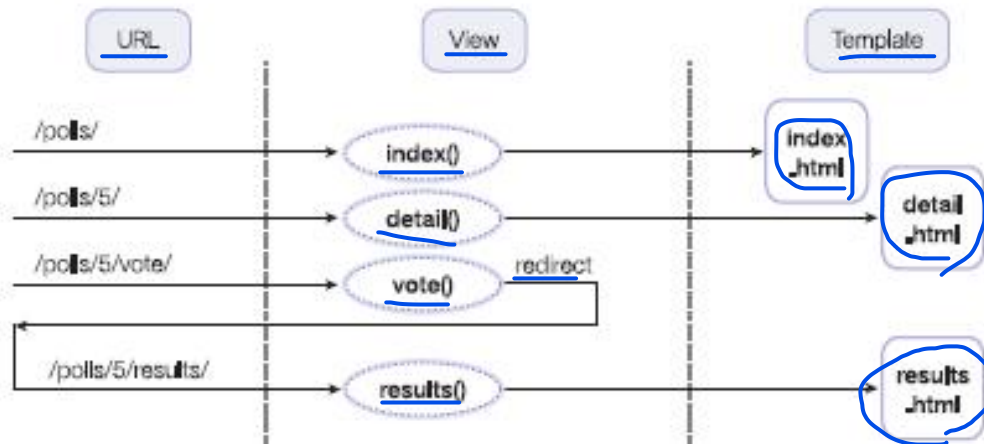 URL
View
Template
/polls/
index()
index
.html
/polls/5/
detail()
detail
.html
/polls/5/vote/
vote()
redirect
/polls/5/results/
results()
results
.html